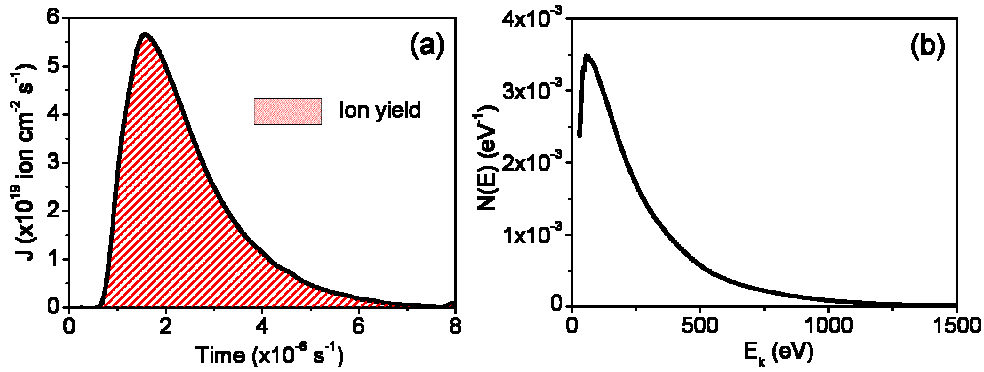 (a)
6
5
4
3
2
1
0
J (x10¹⁹ ion cm⁻² s⁻¹)
Ion yield
0 2 4 6 8
Time (x10⁻⁶ s⁻¹)
(b)
4x10⁻³
3x10⁻³
2x10⁻³
1x10⁻³
0
N(E) (eV⁻¹)
0 500 1000 1500
Eₖ (eV)